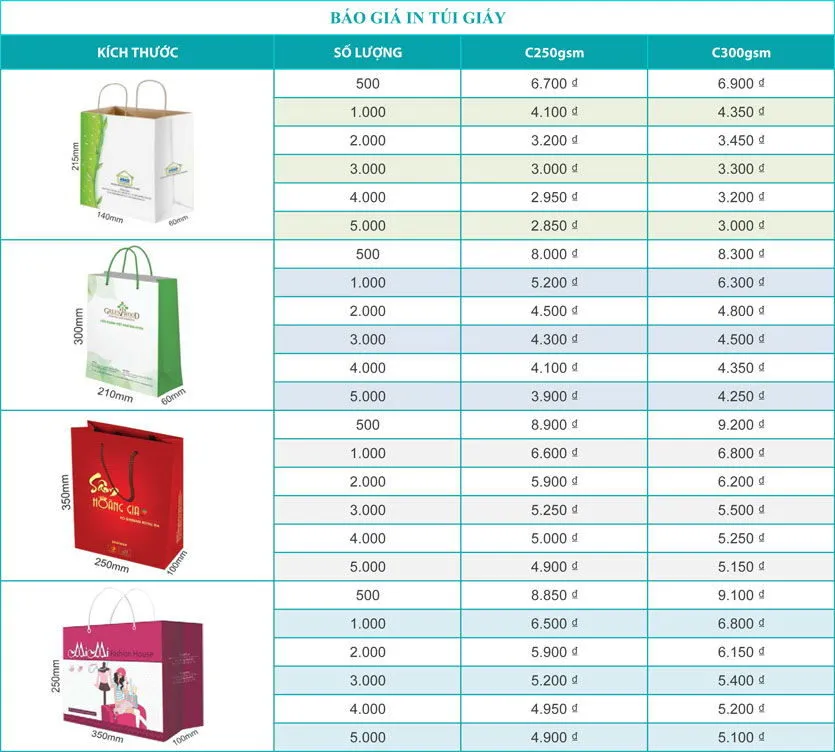 BÁO GIÁ IN TÚI GIẤY
KÍCH THƯỚC SỐ LƯỢNG C250gsm C300gsm
500 6.700 ₫ 6.900 ₫
1.000 4.100 ₫ 4.350 ₫
2.000 3.200 ₫ 3.450 ₫
3.000 3.000 ₫ 3.300 ₫
4.000 2.950 ₫ 3.200 ₫
5.000 2.850 ₫ 3.000 ₫
215mm
140mm
60mm
500 8.000 ₫ 8.300 ₫
1.000 5.200 ₫ 6.300 ₫
2.000 4.500 ₫ 4.800 ₫
3.000 4.300 ₫ 4.500 ₫
4.000 4.100 ₫ 4.350 ₫
5.000 3.900 ₫ 4.250 ₫
GREENWOOD
300mm
210mm
60mm
500 8.900 ₫ 9.200 ₫
1.000 6.600 ₫ 6.800 ₫
2.000 5.900 ₫ 6.200 ₫
3.000 5.250 ₫ 5.500 ₫
4.000 5.000 ₫ 5.250 ₫
5.000 4.900 ₫ 5.150 ₫
Sâm
HOÀNG GIA
350mm
250mm
100mm
500 8.850 ₫ 9.100 ₫
1.000 6.500 ₫ 6.800 ₫
2.000 5.900 ₫ 6.150 ₫
3.000 5.200 ₫ 5.400 ₫
4.000 4.950 ₫ 5.200 ₫
5.000 4.900 ₫ 5.100 ₫
MiMi Fashion House
250mm
350mm
100mm